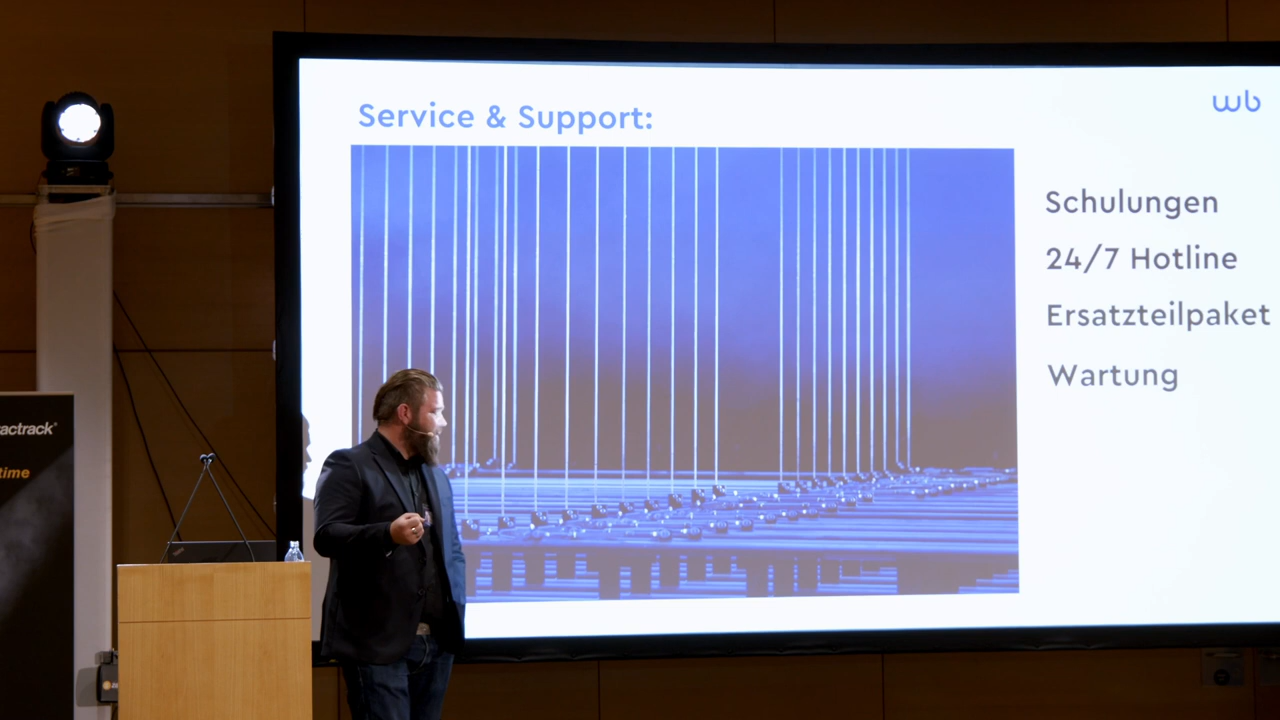 Service & Support:
wb
Schulungen
24/7 Hotline
Ersatzteilpaket
Wartung
actrack®
time